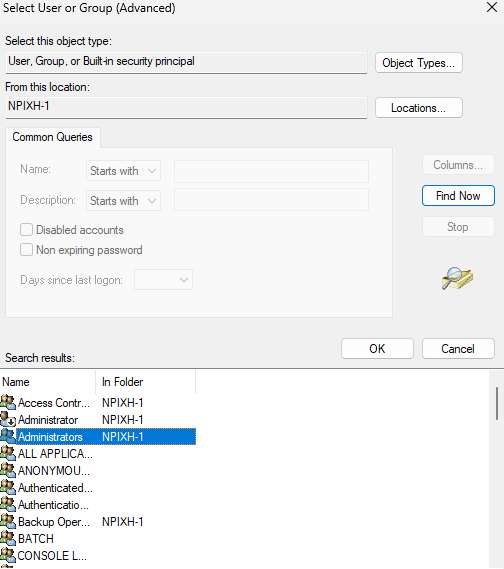 Select User or Group (Advanced)
Select this object type:
User, Group, or Built-in security principal
Object Types...
From this location:
NPIXH-1
Locations...
Common Queries
Name: Starts with
Columns...
Description: Starts with
Find Now
Disabled accounts
Stop
Non expiring password
Days since last logon:
OK Cancel
Search results:
Name In Folder
Access Contr... NPIXH-1
Administrator NPIXH-1
Administrators NPIXH-1
ALL APPLICA...
ANONYMOU...
Authenticated...
Authenticatio...
Backup Oper... NPIXH-1
BATCH
CONSOLE L...